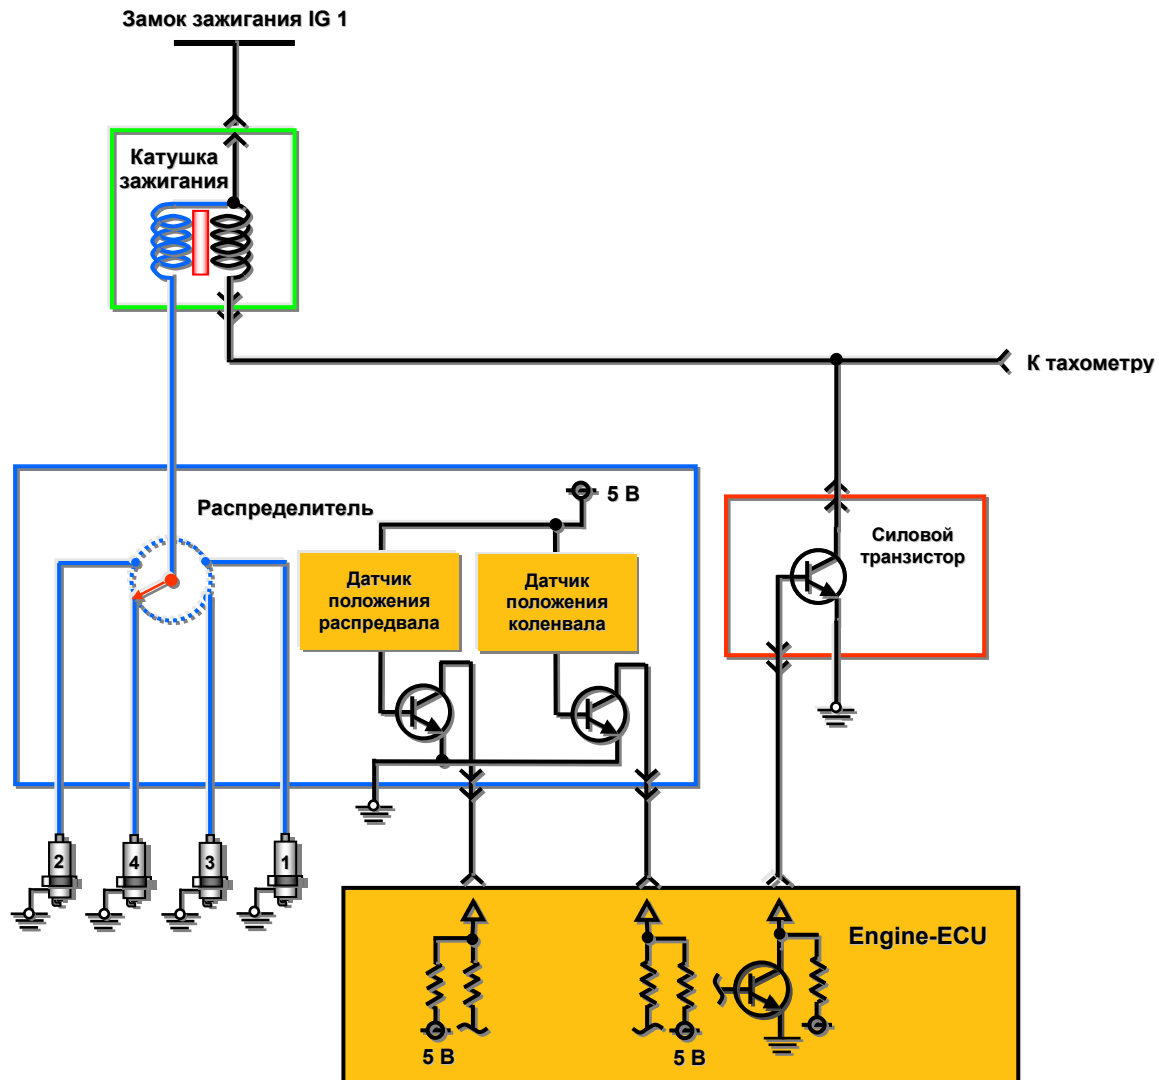 Замок зажигания IG 1
Катушка
зажигания
К тахометру
Распределитель
5 В
Силовой
транзистор
Датчик
положения
распредвала
Датчик
положения
коленвала
2
4
3
1
Engine-ECU
5 В
5 В